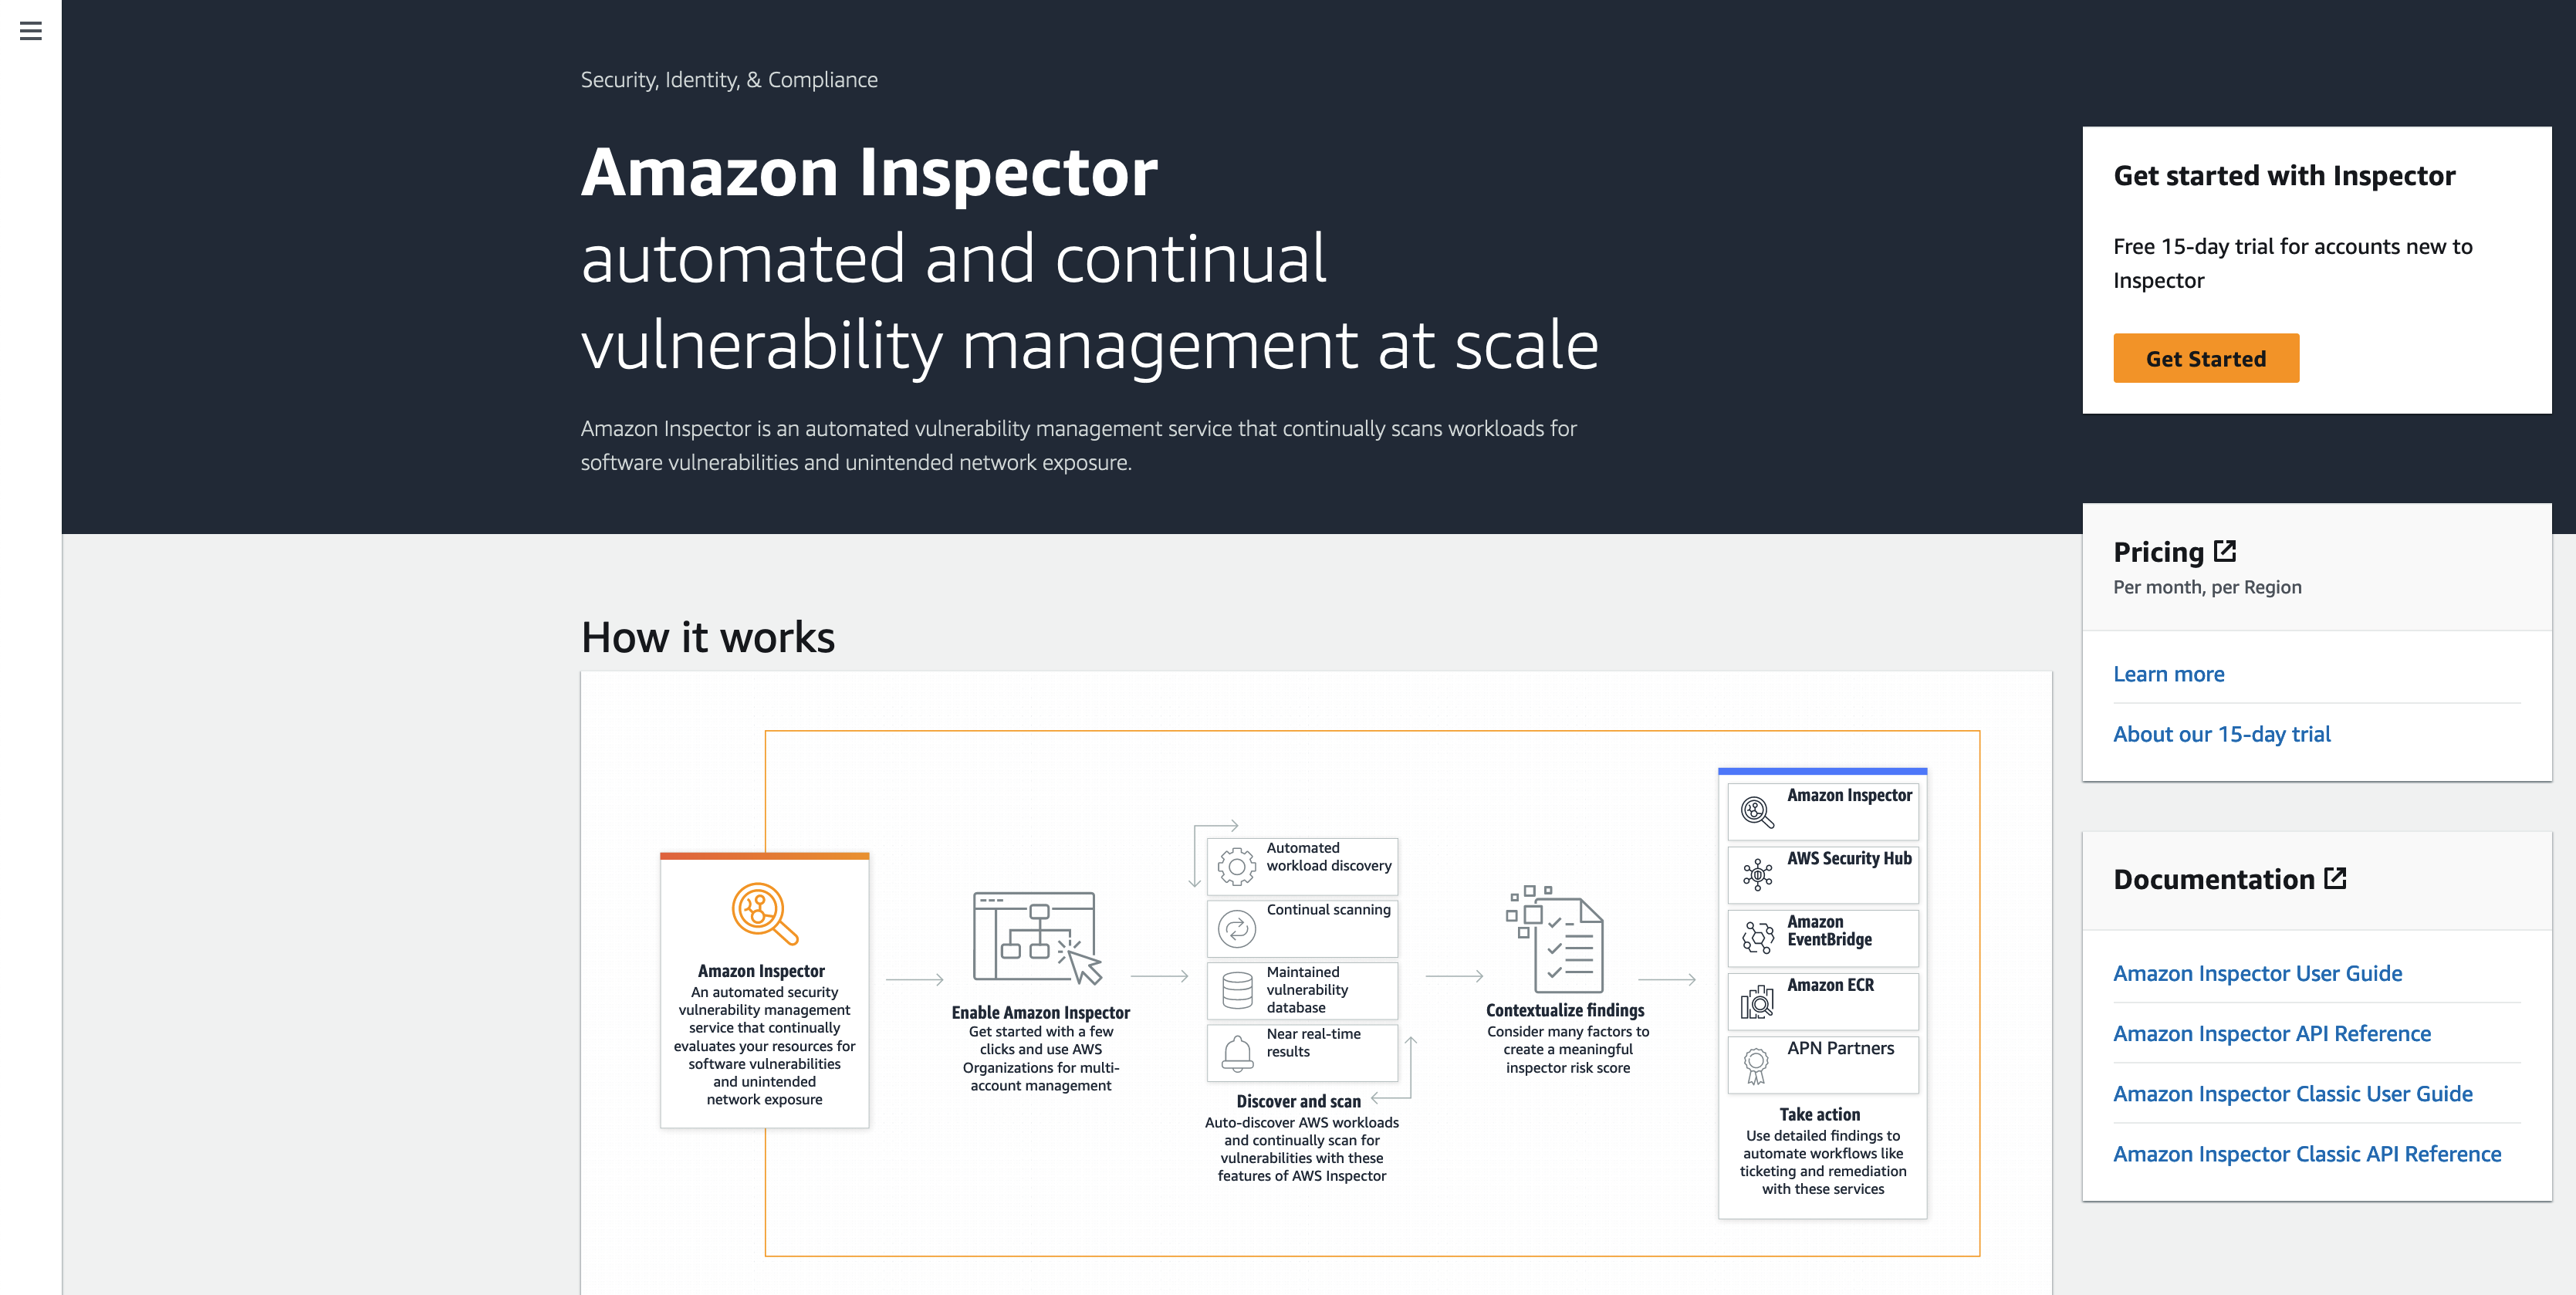 Security, Identity, & Compliance
Amazon Inspector
automated and continual
vulnerability management at scale
Amazon Inspector is an automated vulnerability management service that continually scans workloads for
software vulnerabilities and unintended network exposure.
Get started with Inspector
Free 15-day trial for accounts new to
Inspector
Get Started
Pricing
Per month, per Region
Learn more
About our 15-day trial
Documentation
Amazon Inspector User Guide
Amazon Inspector API Reference
Amazon Inspector Classic User Guide
Amazon Inspector Classic API Reference
How it works
Amazon Inspector
An automated security
vulnerability management
service that continually
evaluates your resources for
software vulnerabilities
and unintended
network exposure
Enable Amazon Inspector
Get started with a few
clicks and use AWS
Organizations for multi-
account management
Automated
workload discovery
Continual scanning
Maintained
vulnerability
database
Near real-time
results
Discover and scan
Auto-discover AWS workloads
and continually scan for
vulnerabilities with these
features of AWS Inspector
Contextualize findings
Consider many factors to
create a meaningful
inspector risk score
Amazon Inspector
AWS Security Hub
Amazon
EventBridge
Amazon ECR
APN Partners
Take action
Use detailed findings to
automate workflows like
ticketing and remediation
with these services